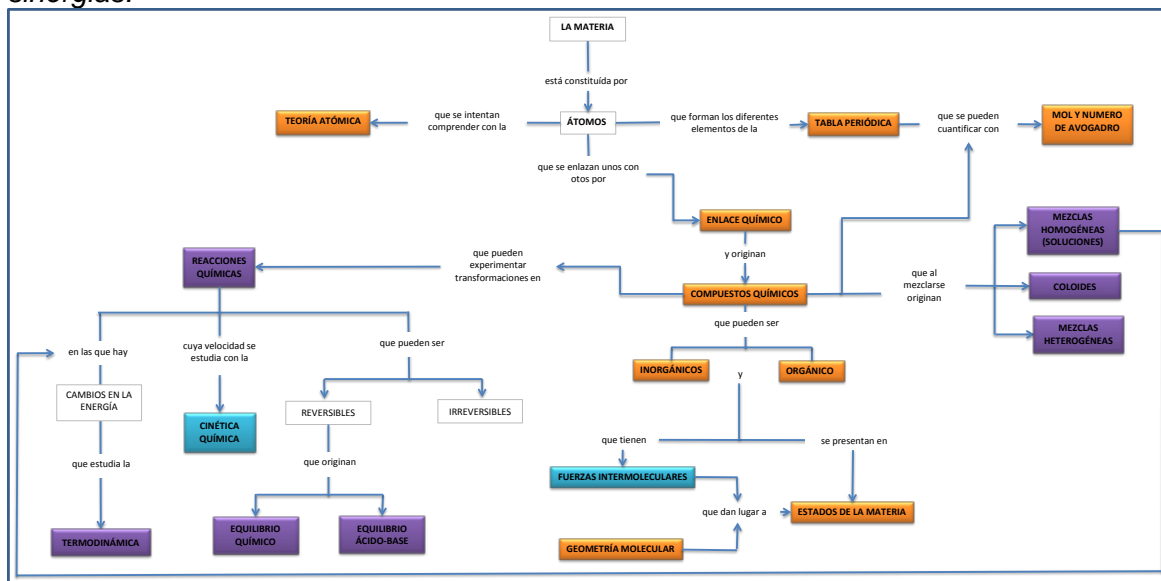 sinergias.
LA MATERIA
está constituída por
TEORÍA ATÓMICA
que se intentan
comprender con la
ÁTOMOS
que forman los diferentes
elementos de la
TABLA PERIÓDICA
que se pueden
cuantificar con
MOL Y NUMERO
DE AVOGADRO
que se enlazan unos con
otos por
ENLACE QUÍMICO
y originan
MEZCLAS
HOMOGÉNEAS
(SOLUCIONES)
REACCIONES
QUÍMICAS
que pueden
experimentar
transformaciones en
COMPUESTOS QUÍMICOS
que al
mezclarse
originan
COLOIDES
MEZCLAS
HETEROGÉNEAS
que pueden ser
en las que hay
cuya velocidad se
estudia con la
que pueden ser
INORGÁNICOS
y
ORGÁNICO
CAMBIOS EN LA
ENERGÍA
CINÉTICA
QUÍMICA
REVERSIBLES
IRREVERSIBLES
que tienen
se presentan en
que estudia la
que originan
FUERZAS INTERMOLECULARES
que dan lugar a
ESTADOS DE LA MATERIA
TERMODINÁMICA
EQUILIBRIO
QUÍMICO
EQUILIBRIO
ÁCIDO-BASE
GEOMETRÍA MOLECULAR